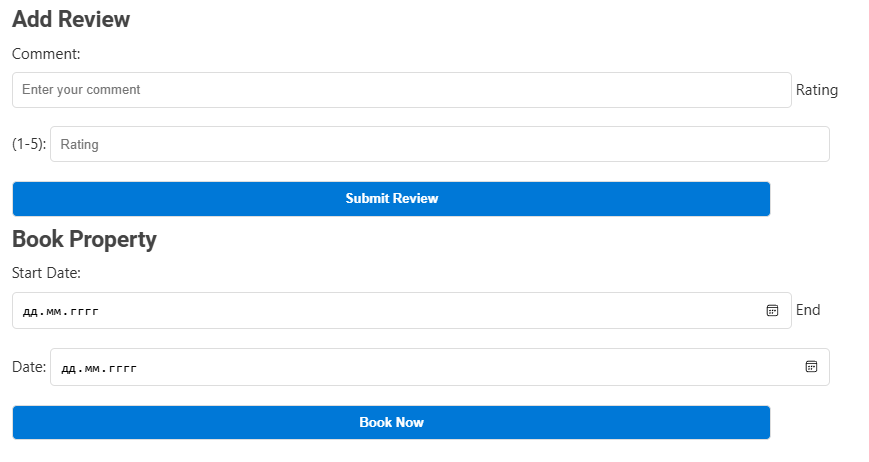 Add Review
Comment:
Enter your comment Rating
(1-5): Rating
Submit Review
Book Property
Start Date:
дд.мм.гггг End
Date: дд.мм.гггг
Book Now